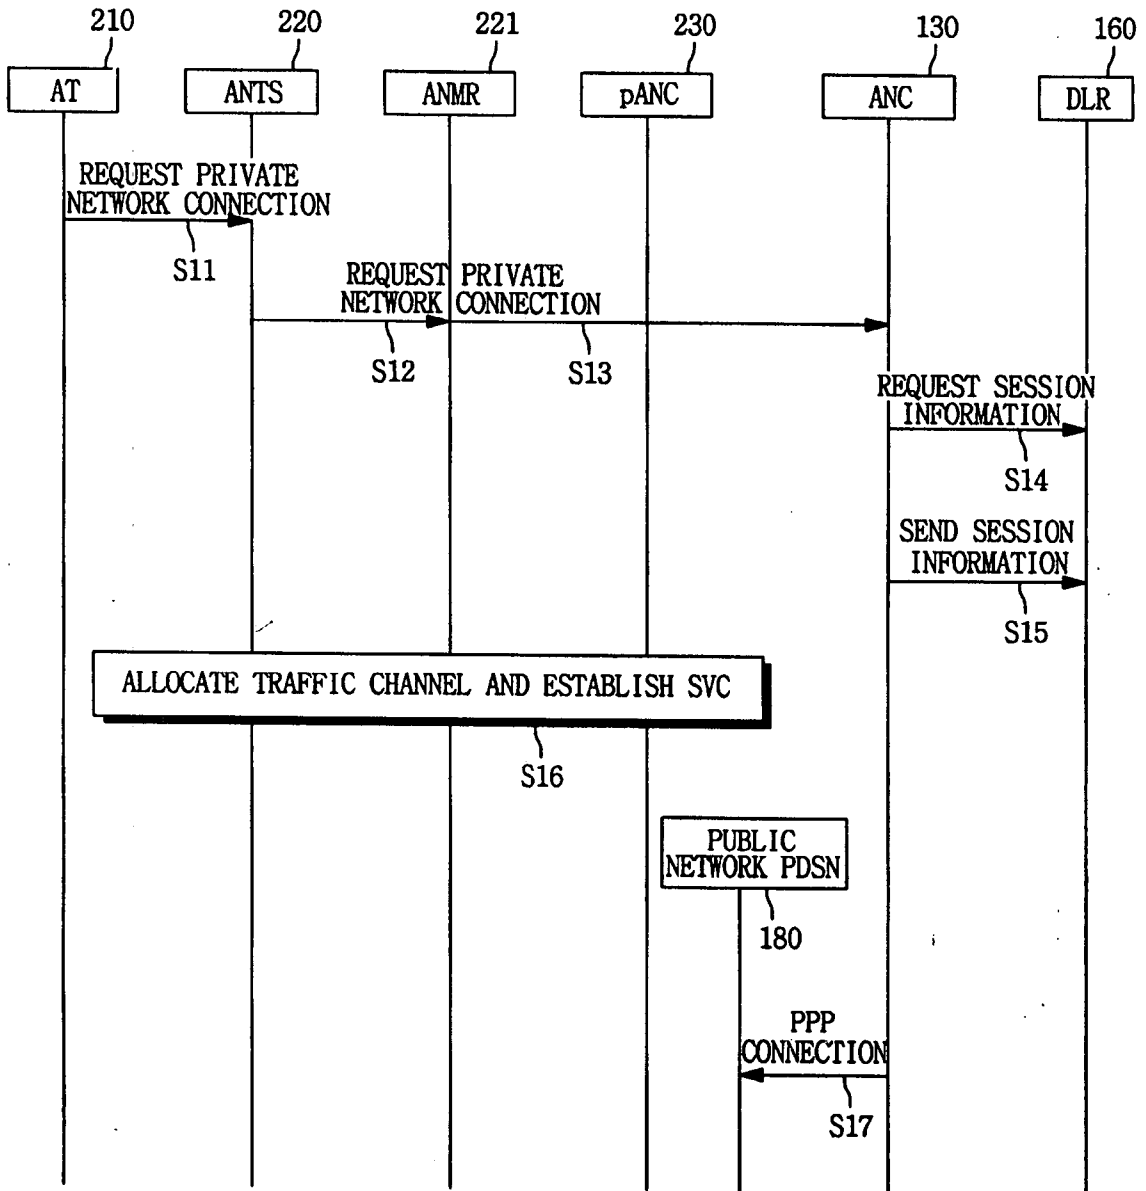 210
220
221
230
130
160
AT
ANTS
ANMR
pANC
ANC
DLR
REQUEST PRIVATE
NETWORK CONNECTION
S11
REQUEST PRIVATE
NETWORK CONNECTION
S12
S13
REQUEST SESSION
INFORMATION
S14
SEND SESSION
INFORMATION
S15
ALLOCATE TRAFFIC CHANNEL AND ESTABLISH SVC
S16
PUBLIC
NETWORK PDSN
180
PPP
CONNECTION
S17